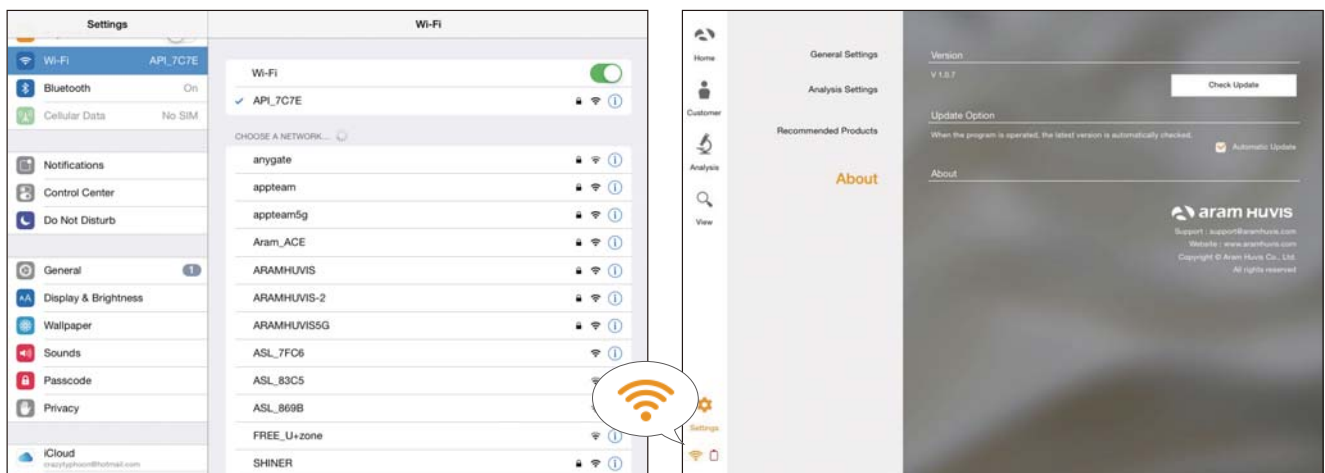 Settings
Wi-Fi
Wi-Fi API_7C7E
Bluetooth On
Cellular Data No SIM
Notifications
Control Center
Do Not Disturb
General 1
AA Display & Brightness
Wallpaper
Sounds
Passcode
Privacy
iCloud
crazytyphoon@hotmail.com
Wi-Fi
API_7C7E
CHOOSE A NETWORK...
anygate
appteam
appteam5g
Aram_ACE
ARAMHUVIS
ARAMHUVIS-2
ARAMHUVIS5G
ASL_7FC6
ASL_83C5
ASL_869B
FREE_U+zone
SHINER
Home
Customer
Analysis
View
Settings
General Settings
Analysis Settings
Recommended Products
About
Version
V 1.0.7
Check Update
Update Option
When the program is operated, the latest version is automatically checked.
Automatic Update
About
aram HUVIS
Support : support@aramhuvis.com
Website : www.aramhuvis.com
Copyright © Aram Huvis Co., Ltd.
All rights reserved